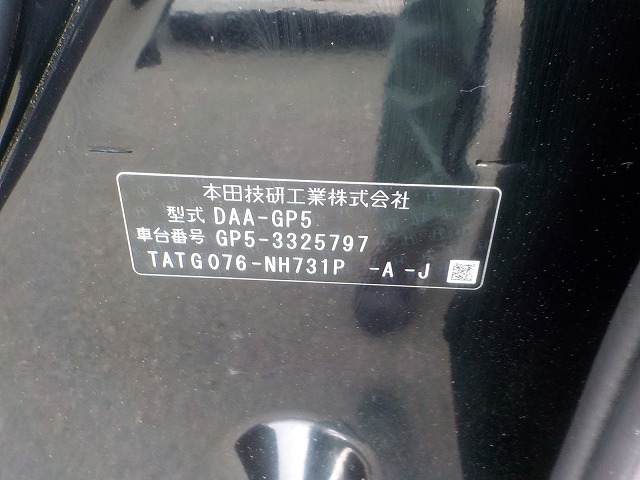 本田技研工業株式会社
型式 DAA-GP5
車台番号 GP5-3325797
TATG076-NH731P -A -J